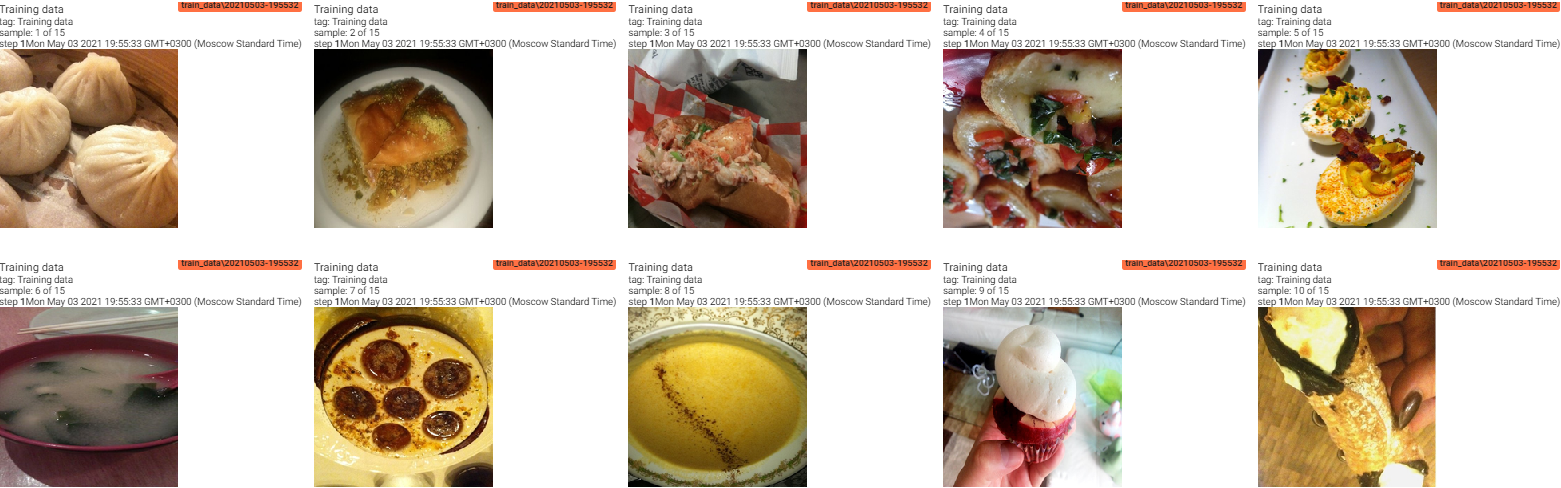 Training data train_data\20210503-195532
tag: Training data
sample: 1 of 15
step 1Mon May 03 2021 19:55:33 GMT+0300 (Moscow Standard Time)
Training data train_data\20210503-195532
tag: Training data
sample: 2 of 15
step 1Mon May 03 2021 19:55:33 GMT+0300 (Moscow Standard Time)
Training data train_data\20210503-195532
tag: Training data
sample: 3 of 15
step 1Mon May 03 2021 19:55:33 GMT+0300 (Moscow Standard Time)
Training data train_data\20210503-195532
tag: Training data
sample: 4 of 15
step 1Mon May 03 2021 19:55:33 GMT+0300 (Moscow Standard Time)
Training data train_data\20210503-195532
tag: Training data
sample: 5 of 15
step 1Mon May 03 2021 19:55:33 GMT+0300 (Moscow Standard Time)
Training data train_data\20210503-195532
tag: Training data
sample: 6 of 15
step 1Mon May 03 2021 19:55:33 GMT+0300 (Moscow Standard Time)
Training data train_data\20210503-195532
tag: Training data
sample: 7 of 15
step 1Mon May 03 2021 19:55:33 GMT+0300 (Moscow Standard Time)
Training data train_data\20210503-195532
tag: Training data
sample: 8 of 15
step 1Mon May 03 2021 19:55:33 GMT+0300 (Moscow Standard Time)
Training data train_data\20210503-195532
tag: Training data
sample: 9 of 15
step 1Mon May 03 2021 19:55:33 GMT+0300 (Moscow Standard Time)
Training data train_data\20210503-195532
tag: Training data
sample: 10 of 15
step 1Mon May 03 2021 19:55:33 GMT+0300 (Moscow Standard Time)